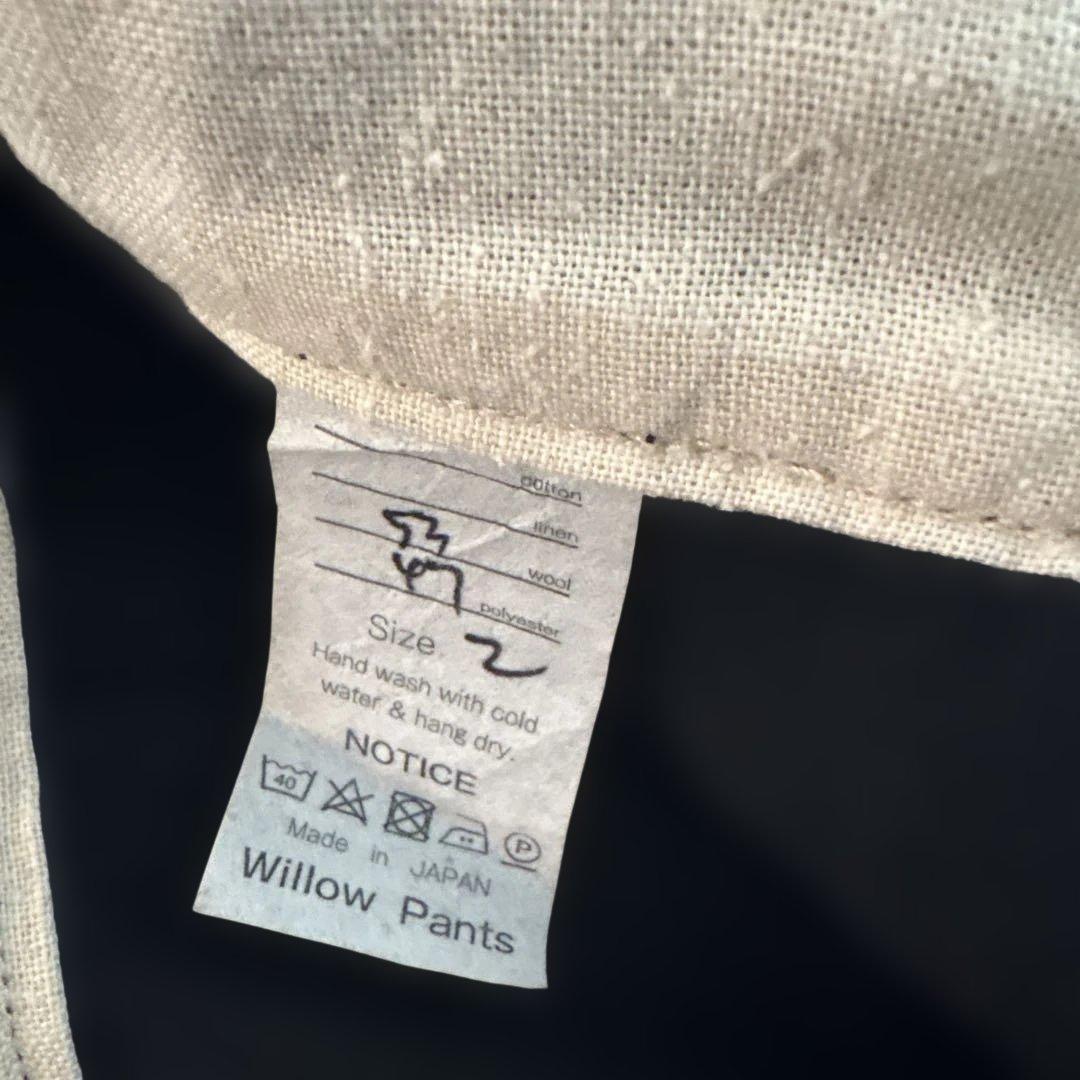 cotton
linen
53 wool
47 polyester
Size 2
Hand wash with cold
water & hang dry.
NOTICE
40 P
Made in JAPAN
Willow Pants